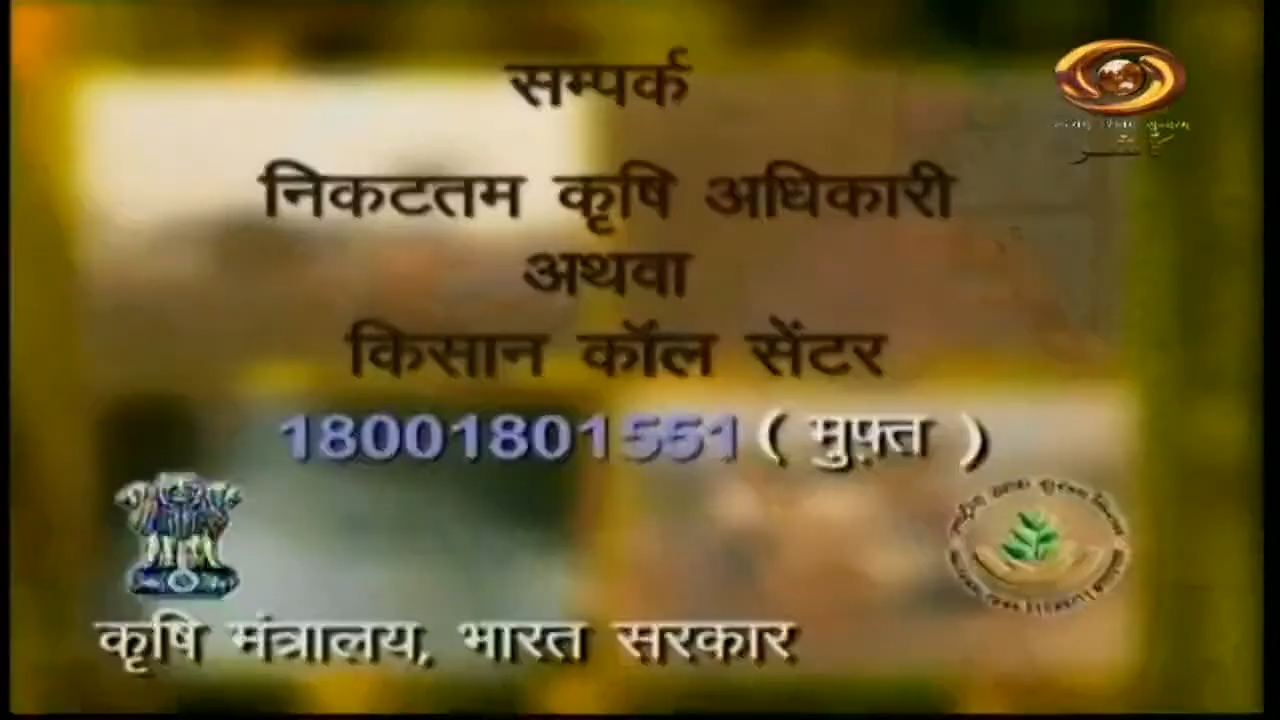 सम्पर्क
निकटतम कृषि अधिकारी
अथवा
किसान कॉल सेंटर
18001801551 ( मुफ़्त )
कृषि मंत्रालय, भारत सरकार